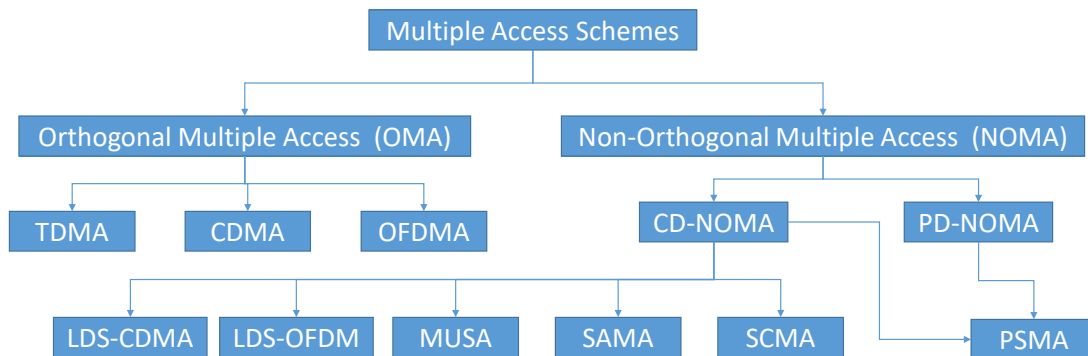 Multiple Access Schemes
Orthogonal Multiple Access (OMA)
Non-Orthogonal Multiple Access (NOMA)
TDMA
CDMA
OFDMA
CD-NOMA
PD-NOMA
LDS-CDMA
LDS-OFDM
MUSA
SAMA
SCMA
PSMA